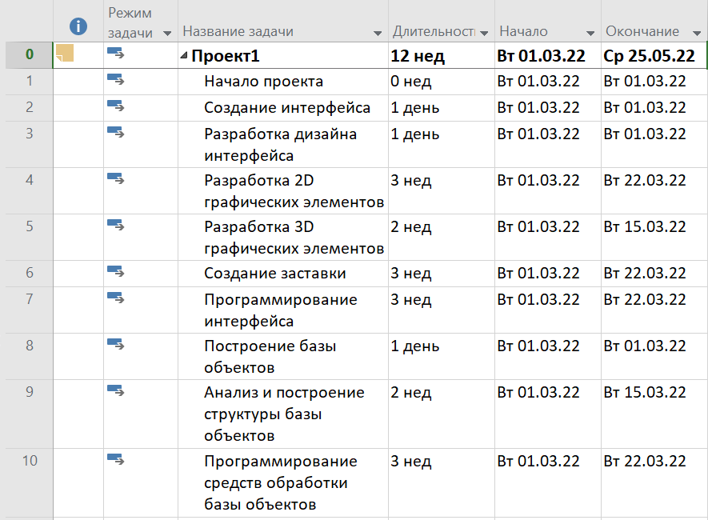 Режим задачи Название задачи Длительность Начало Окончание
0 Проект1 12 нед Вт 01.03.22 Ср 25.05.22
1 Начало проекта 0 нед Вт 01.03.22 Вт 01.03.22
2 Создание интерфейса 1 день Вт 01.03.22 Вт 01.03.22
3 Разработка дизайна 1 день Вт 01.03.22 Вт 01.03.22
интерфейса
4 Разработка 2D 3 нед Вт 01.03.22 Вт 22.03.22
графических элементов
5 Разработка 3D 2 нед Вт 01.03.22 Вт 15.03.22
графических элементов
6 Создание заставки 3 нед Вт 01.03.22 Вт 22.03.22
7 Программирование 3 нед Вт 01.03.22 Вт 22.03.22
интерфейса
8 Построение базы 1 день Вт 01.03.22 Вт 01.03.22
объектов
9 Анализ и построение 2 нед Вт 01.03.22 Вт 15.03.22
структуры базы
объектов
10 Программирование 3 нед Вт 01.03.22 Вт 22.03.22
средств обработки
базы объектов